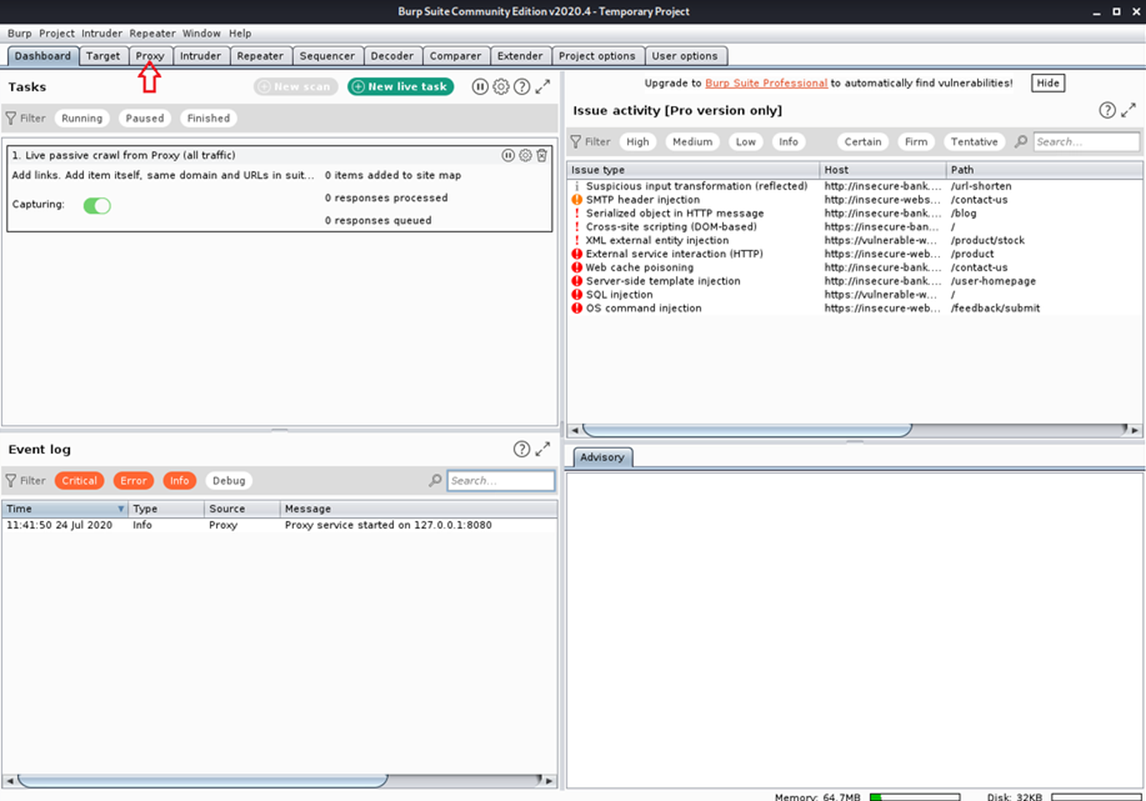 Burp Suite Community Edition v2020.4 - Temporary Project
Burp Project Intruder Repeater Window Help
Dashboard Target Proxy Intruder Repeater Sequencer Decoder Comparer Extender Project options User options
Tasks
New scan
New live task
Filter Running Paused Finished
1. Live passive crawl from Proxy (all traffic)
Add links. Add item itself, same domain and URLs in suit...
0 items added to site map
Capturing:
0 responses processed
0 responses queued
Event log
Filter Critical Error Info Debug Search...
Time Type Source Message
11:41:50 24 Jul 2020 Info Proxy Proxy service started on 127.0.0.1:8080
Upgrade to Burp Suite Professional to automatically find vulnerabilities! Hide
Issue activity [Pro version only]
Filter High Medium Low Info Certain Firm Tentative Search...
Issue type Host Path
Suspicious input transformation (reflected) http://insecure-bank.... /url-shorten
SMTP header injection http://insecure-webs... /contact-us
Serialized object in HTTP message http://insecure-bank.... /blog
Cross-site scripting (DOM-based) https://insecure-ban... /
XML external entity injection https://vulnerable-w... /product/stock
External service interaction (HTTP) https://insecure-web... /product
Web cache poisoning http://insecure-bank.... /contact-us
Server-side template injection http://insecure-bank.... /user-homepage
SQL injection https://vulnerable-w... /
OS command injection https://insecure-web... /feedback/submit
Advisory
Memory: 64.7MB Disk: 32KB